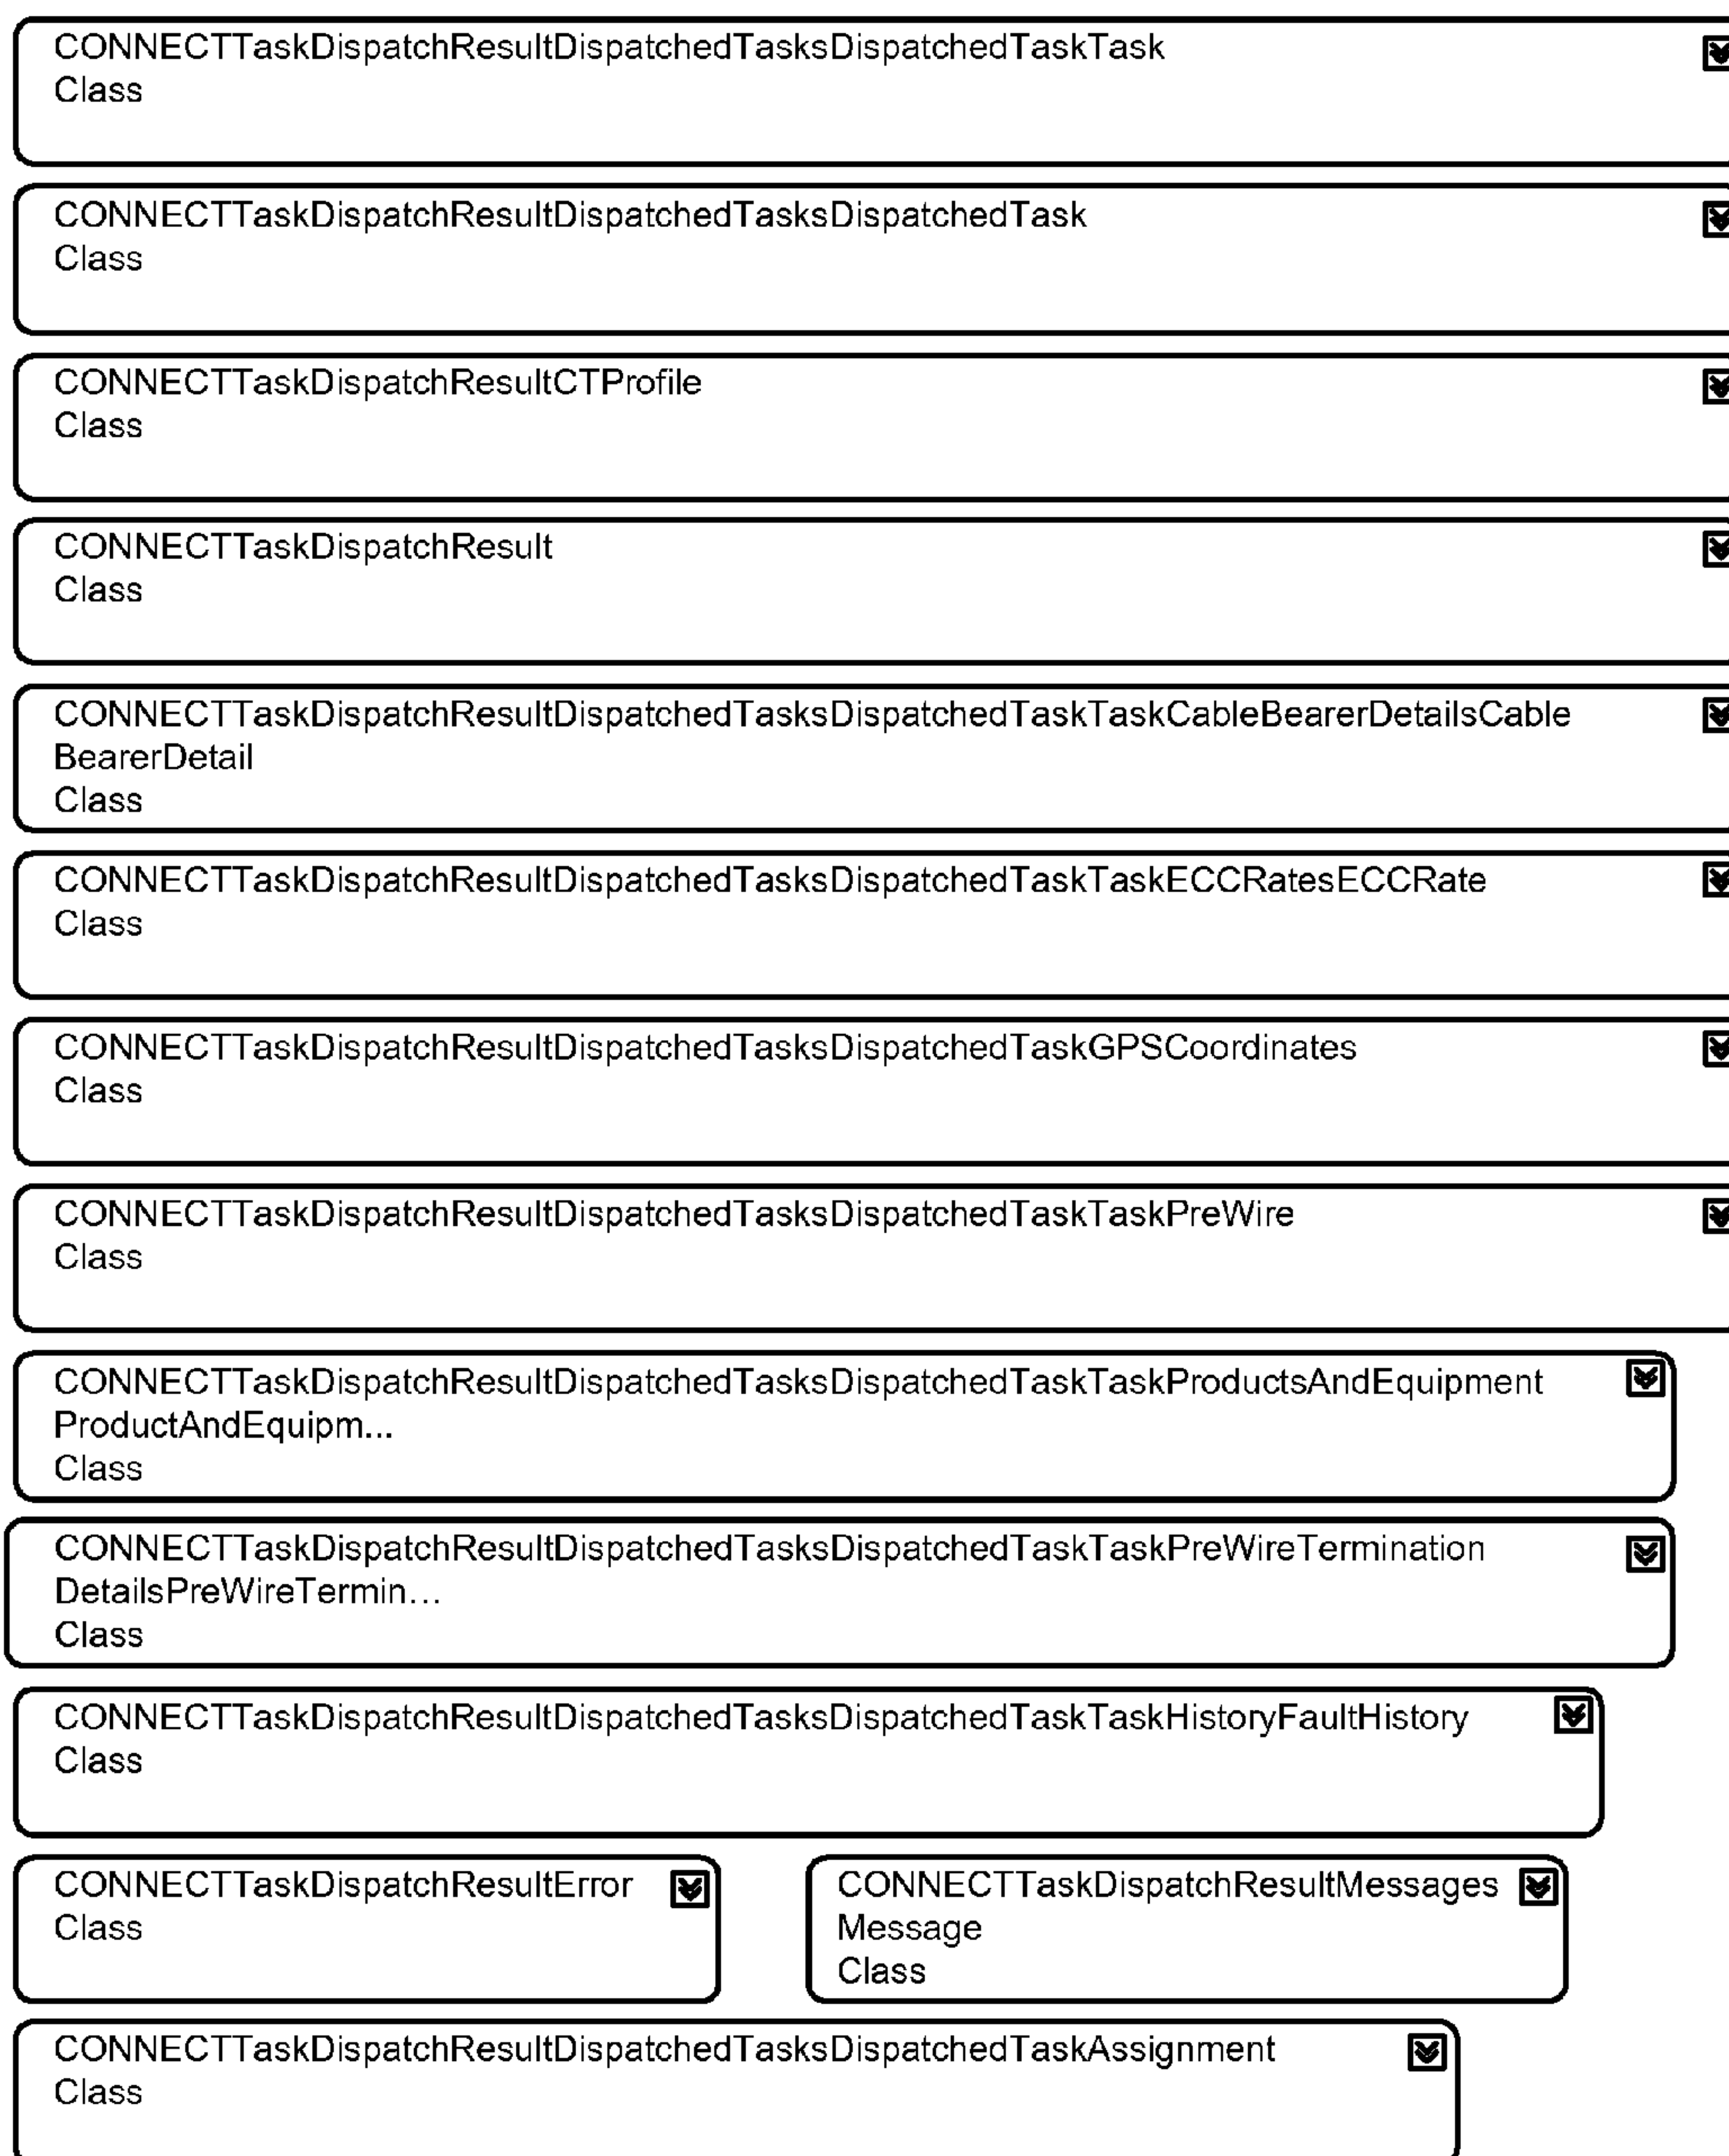 CONNECTTaskDispatchResultDispatchedTasksDispatchedTaskTask
Class
CONNECTTaskDispatchResultDispatchedTasksDispatchedTask
Class
CONNECTTaskDispatchResultCTProfile
Class
CONNECTTaskDispatchResult
Class
CONNECTTaskDispatchResultDispatchedTasksDispatchedTaskTaskCableBearerDetailsCable
BearerDetail
Class
CONNECTTaskDispatchResultDispatchedTasksDispatchedTaskTaskECCRatesECCRate
Class
CONNECTTaskDispatchResultDispatchedTasksDispatchedTaskGPSCoordinates
Class
CONNECTTaskDispatchResultDispatchedTasksDispatchedTaskTaskPreWire
Class
CONNECTTaskDispatchResultDispatchedTasksDispatchedTaskTaskProductsAndEquipment
ProductAndEquipm...
Class
CONNECTTaskDispatchResultDispatchedTasksDispatchedTaskTaskPreWireTermination
DetailsPreWireTermin...
Class
CONNECTTaskDispatchResultDispatchedTasksDispatchedTaskTaskHistoryFaultHistory
Class
CONNECTTaskDispatchResultError
Class
CONNECTTaskDispatchResultMessages
Message
Class
CONNECTTaskDispatchResultDispatchedTasksDispatchedTaskAssignment
Class